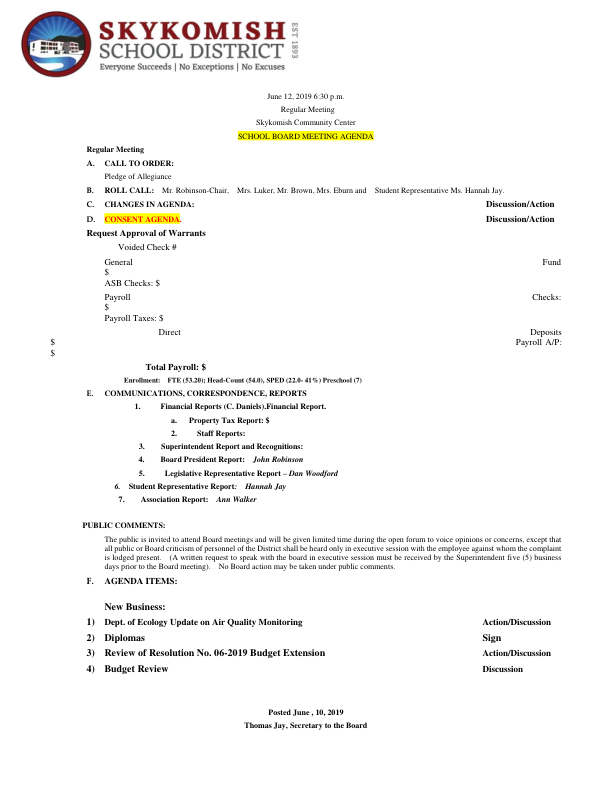 SKYKOMISH
SCHOOL DISTRICT
EST 1893
Everyone Succeeds | No Exceptions | No Excuses
June 12, 2019 6:30 p.m.
Regular Meeting
Skykomish Community Center
SCHOOL BOARD MEETING AGENDA
Regular Meeting
A. CALL TO ORDER:
Pledge of Allegiance
B. ROLL CALL: Mr. Robinson-Chair, Mrs. Luker, Mr. Brown, Mrs. Eburn and Student Representative Ms. Hannah Jay.
C. CHANGES IN AGENDA: Discussion/Action
D. CONSENT AGENDA. Discussion/Action
Request Approval of Warrants
Voided Check #
General Fund
$
ASB Checks: $
Payroll Checks:
$
Payroll Taxes: $
Direct Deposits
$ Payroll A/P:
$
Total Payroll: $
Enrollment: FTE (53.20); Head-Count (54.0), SPED (22.0- 41%) Preschool (7)
E. COMMUNICATIONS, CORRESPONDENCE, REPORTS
1. Financial Reports (C. Daniels).Financial Report.
a. Property Tax Report: $
2. Staff Reports:
3. Superintendent Report and Recognitions:
4. Board President Report: John Robinson
5. Legislative Representative Report – Dan Woodford
6. Student Representative Report: Hannah Jay
7. Association Report: Ann Walker
PUBLIC COMMENTS:
The public is invited to attend Board meetings and will be given limited time during the open forum to voice opinions or concerns, except that
all public or Board criticism of personnel of the District shall be heard only in executive session with the employee against whom the complaint
is lodged present. (A written request to speak with the board in executive session must be received by the Superintendent five (5) business
days prior to the Board meeting). No Board action may be taken under public comments.
F. AGENDA ITEMS:
New Business:
1) Dept. of Ecology Update on Air Quality Monitoring Action/Discussion
2) Diplomas Sign
3) Review of Resolution No. 06-2019 Budget Extension Action/Discussion
4) Budget Review Discussion
Posted June , 10, 2019
Thomas Jay, Secretary to the Board